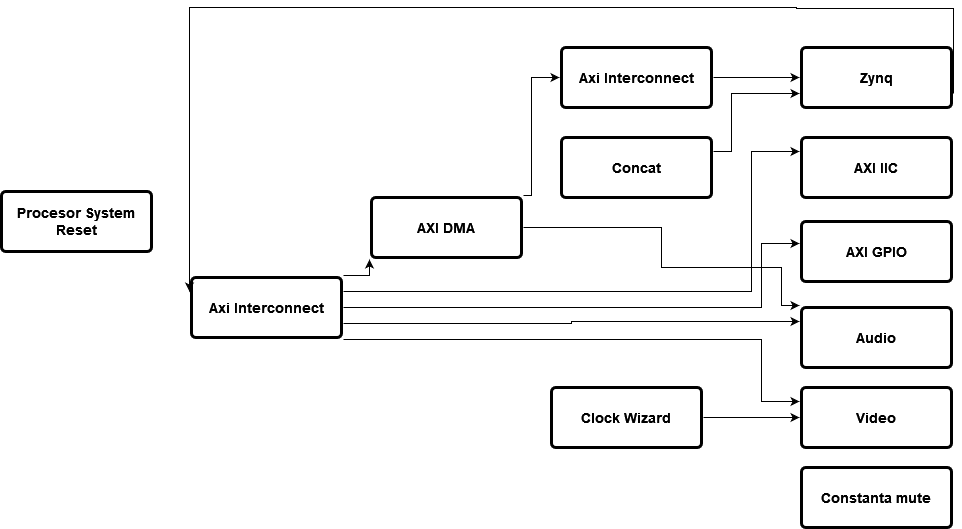 Axi Interconnect
Zynq
Concat
AXI IIC
Procesor System
Reset
AXI DMA
AXI GPIO
Axi Interconnect
Audio
Clock Wizard
Video
Constanta mute